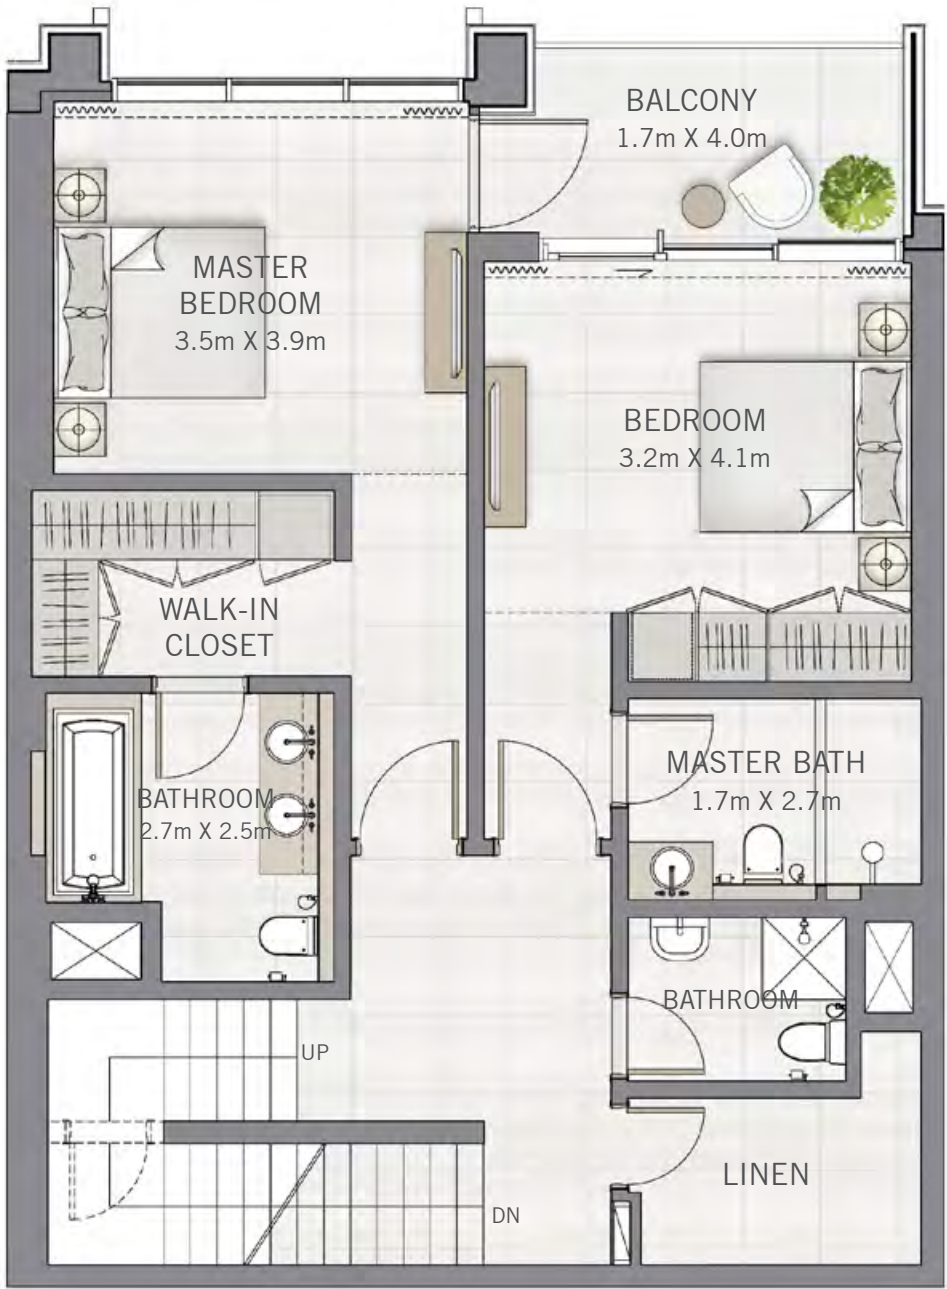 BALCONY
1.7m X 4.0m
MASTER
BEDROOM
3.5m X 3.9m
BEDROOM
3.2m X 4.1m
WALK-IN
CLOSET
MASTER BATH
1.7m X 2.7m
BATHROOM
2.7m X 2.5m
BATHROOM
UP
LINEN
DN